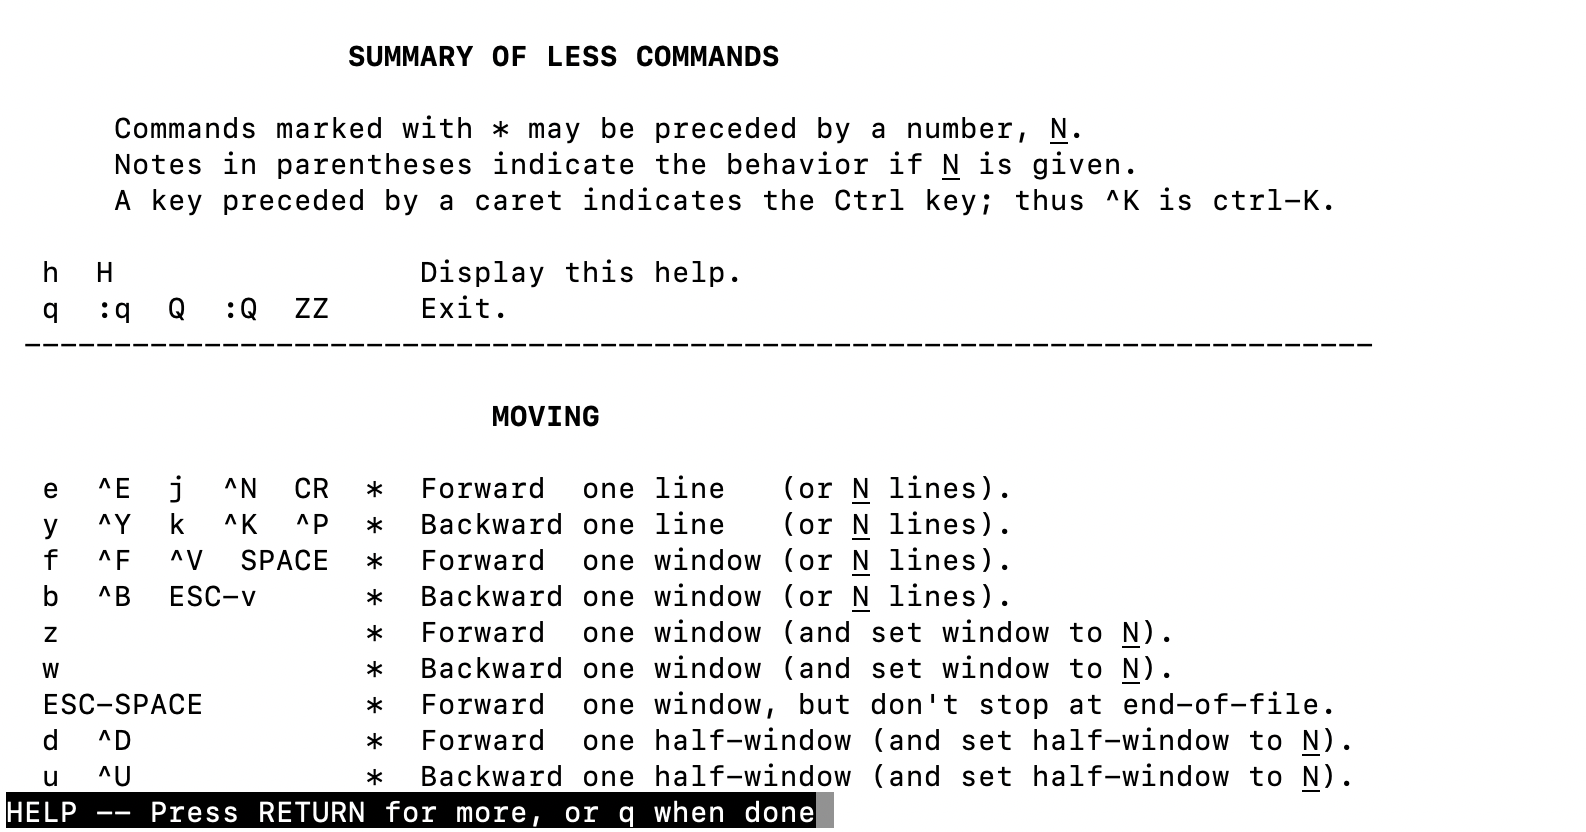 SUMMARY OF LESS COMMANDS

      Commands marked with * may be preceded by a number, N.
      Notes in parentheses indicate the behavior if N is given.
      A key preceded by a caret indicates the Ctrl key; thus ^K is ctrl-K.

  h  H                 Display this help.
  q  :q  Q  :Q  ZZ     Exit.
 ---------------------------------------------------------------------------

                           MOVING

  e  ^E  j  ^N  CR  *  Forward  one line   (or N lines).
  y  ^Y  k  ^K  ^P  *  Backward one line   (or N lines).
  f  ^F  ^V  SPACE  *  Forward  one window (or N lines).
  b  ^B  ESC-v      *  Backward one window (or N lines).
  z                 *  Forward  one window (and set window to N).
  w                 *  Backward one window (and set window to N).
  ESC-SPACE         *  Forward  one window, but don't stop at end-of-file.
  d  ^D             *  Forward  one half-window (and set half-window to N).
  u  ^U             *  Backward one half-window (and set half-window to N).
HELP -- Press RETURN for more, or q when done